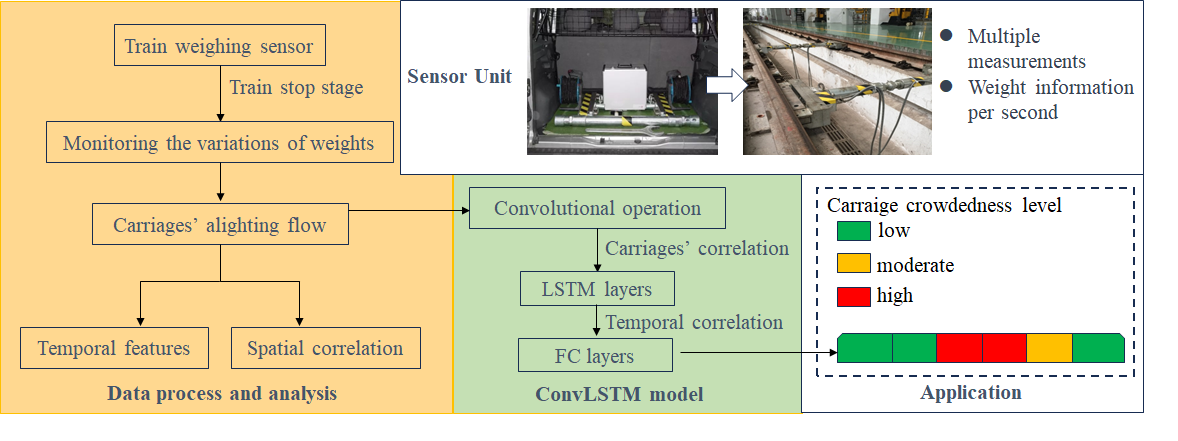 Train weighing sensor
Train stop stage
Monitoring the variations of weights
Carriages’ alighting flow
Temporal features
Spatial correlation
Data process and analysis
Sensor Unit
Multiple
measurements
Weight information
per second
Convolutional operation
Carriages’ correlation
LSTM layers
Temporal correlation
FC layers
ConvLSTM model
Carraige crowdedness level
low
moderate
high
Application